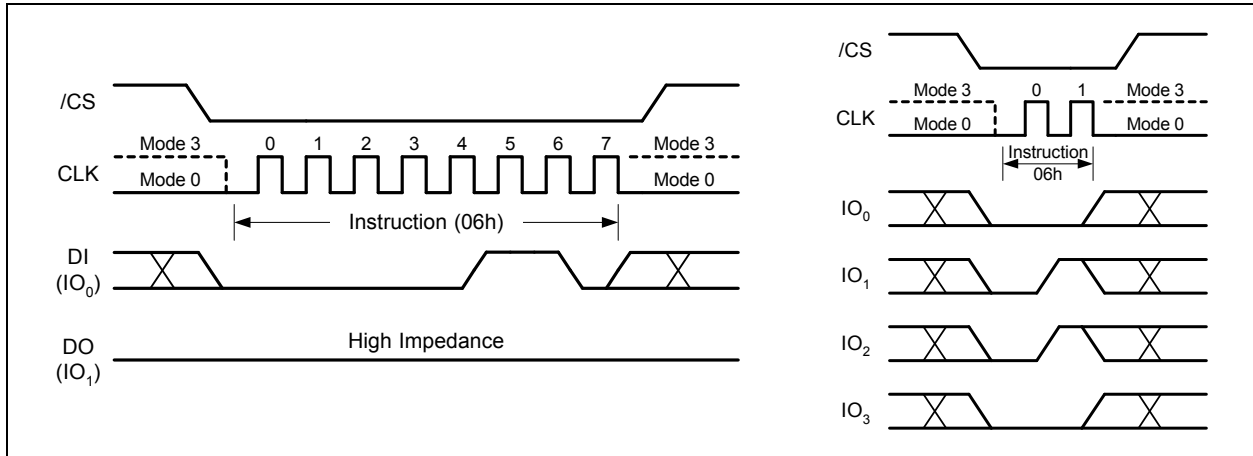 /CS
Mode 3 0 1 2 3 4 5 6 7 Mode 3
CLK
Mode 0 Mode 0
Instruction (06h)
DI
(IO0)
High Impedance
DO
(IO1)
/CS
Mode 3 0 1 Mode 3
CLK
Mode 0 Mode 0
Instruction
06h
IO0
IO1
IO2
IO3